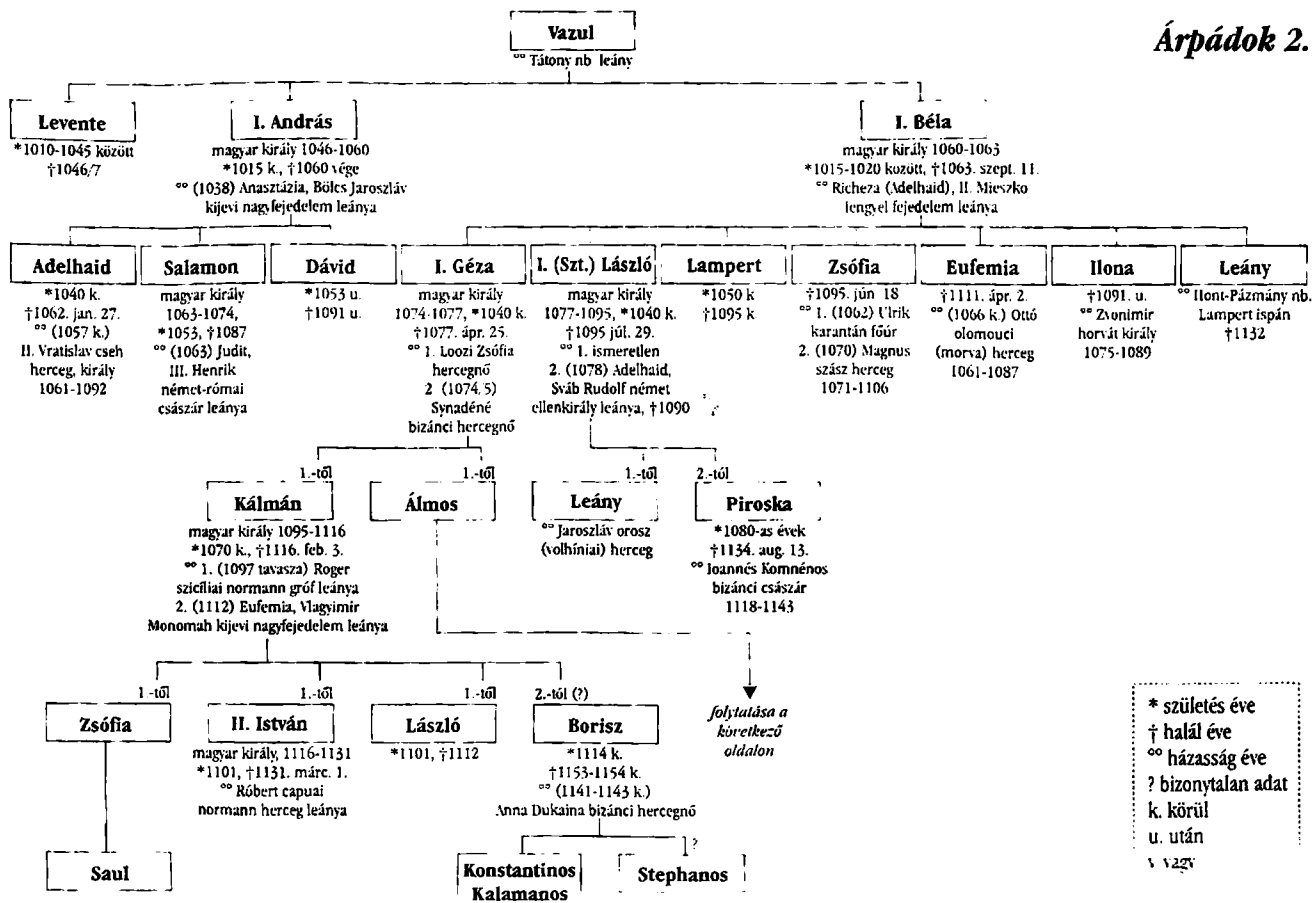 Árpádok 2.
Vazul
°° Tátony nb. leány
Levente
*1010-1045 között
†1046/7
I. András
magyar király 1046-1060
*1015 k., †1060 vége
°° (1038) Anasztázia, Bölcs Jaroszláv
kijevi nagyfejedelem leánya
I. Béla
magyar király 1060-1063
*1015-1020 között, †1063. szept. 11.
°° Richeza (Adelhaid), II. Mieszko
lengyel fejedelem leánya
Adelhaid
*1040 k.
†1062. jan. 27.
°° (1057 k.)
II. Vratislav cseh
herceg, király
1061-1092
Salamon
magyar király
1063-1074,
*1053, †1087
°° (1063) Judit,
III. Henrik
német-római
császár leánya
Dávid
*1053 u.
†1091 u.
I. Géza
magyar király
1074-1077, *1040 k.
†1077. ápr. 25.
°° 1. Loozi Zsófia
hercegnő
2 (1074/5)
Synadéné
bizánci hercegnő
I. (Szt.) László
magyar király
1077-1095, *1040 k.
†1095 júl. 29.
°° 1. ismeretlen
2. (1078) Adelhaid,
Sváb Rudolf német
ellenkirály leánya, †1090
?
Lampert
*1050 k
†1095 k.
Zsófia
†1095. jún 18
°° 1. (1062) Ulrik
karantán főúr
2. (1070) Magnus
szász herceg
1071-1106
Eufemia
†1111. ápr. 2.
°° (1066 k.) Ottó
olomouci
(morva) herceg
1061-1087
Ilona
†1091. u.
°° Zvonimir
horvát király
1075-1089
Leány
°° Hont-Pázmány nb.
Lampert ispán
†1132
1.-től
Kálmán
magyar király 1095-1116
*1070 k., †1116. feb. 3.
°° 1. (1097 tavasza) Roger
szicíliai normann gróf leánya
2. (1112) Eufemia, Vlagyimir
Monomah kijevi nagyfejedelem leánya
1.-től
Álmos
1.-től
Leány
°° Jaroszláv orosz
(volhíniai) herceg
2.-tól
Piroska
*1080-as évek
†1134. aug. 13.
°° Ioannés Komnénos
bizánci császár
1118-1143
1-től
Zsófia
1.-től
II. István
magyar király, 1116-1131
*1101, †1131. márc. 1.
°° Róbert capuai
normann herceg leánya
1.-től
László
*1101, †1112
2.-tól (?)
Borisz
*1114 k.
†1153-1154 k.
°° (1141-1143 k.)
Anna Dukaina bizánci hercegnő
folytatása a
következő
oldalon
Saul
Konstantinos
Kalamanos
?
Stephanos
* születés éve
† halál éve
°° házasság éve
? bizonytalan adat
k. körül
u. után
v vagy